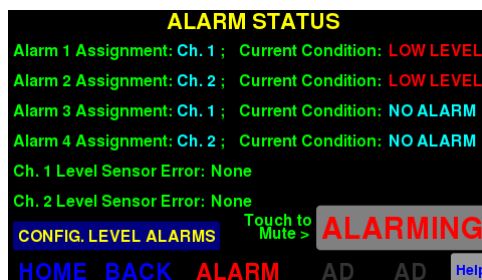 ALARM STATUS
Alarm 1 Assignment: Ch. 1 ; Current Condition: LOW LEVEL
Alarm 2 Assignment: Ch. 2 ; Current Condition: LOW LEVEL
Alarm 3 Assignment: Ch. 1 ; Current Condition: NO ALARM
Alarm 4 Assignment: Ch. 2 ; Current Condition: NO ALARM
Ch. 1 Level Sensor Error: None
Ch. 2 Level Sensor Error: None
CONFIG. LEVEL ALARMS
Touch to
Mute >
ALARMING
HOME BACK ALARM AD AD Help